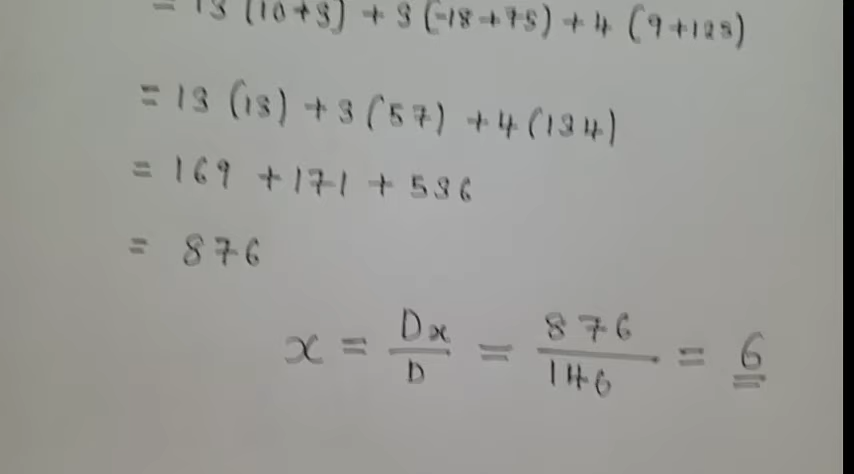 = 13 (10+3) + 3(-18+75) + 4 (9+125)
= 13 (13) + 3(57) + 4(134)
= 169 + 171 + 536
= 876
x = Dx/D = 876/146 = 6